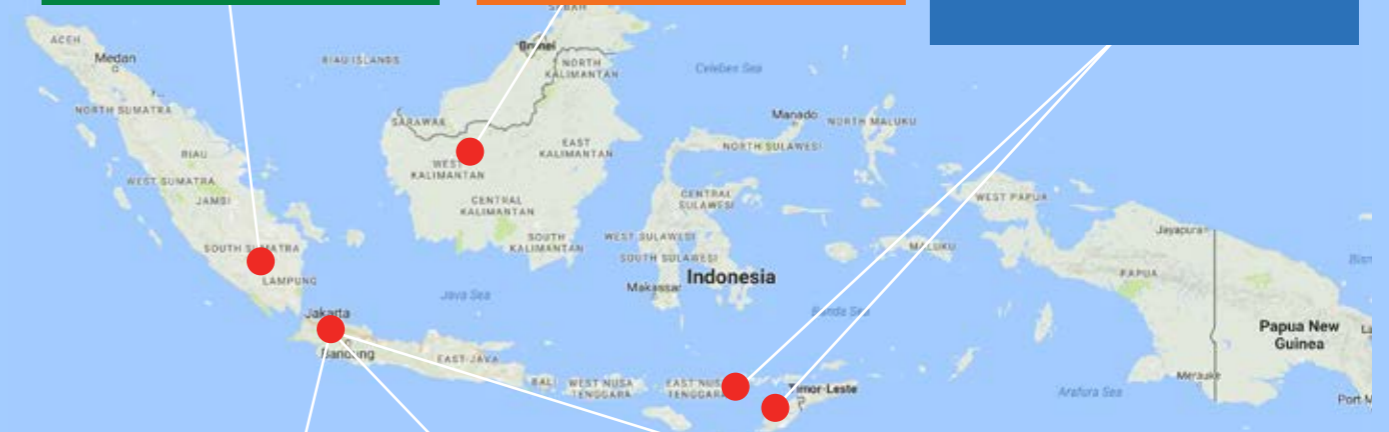 SABAH
ACEH
Medan
RIAU ISLANDS
Brunei
NORTH
KALIMANTAN
Celebes Sea
NORTH SUMATRA
SARAWAK
Manado
NORTH MALUKU
RIAU
WEST
KALIMANTAN
EAST
KALIMANTAN
NORTH SULAWESI
WEST SUMATRA
JAMBI
CENTRAL
KALIMANTAN
CENTRAL
SULAWESI
WEST PAPUA
SOUTH SUMATRA
SOUTH
KALIMANTAN
WEST SULAWESI
SOUTH SULAWESI
MALUKU
Jayapura
LAMPUNG
Java Sea
Makassar
Indonesia
PAPUA
Jakarta
Banda Sea
Papua New
Guinea
Bandung
EAST JAVA
BALI
WEST NUSA
TENGGARA
EAST NUS
TENGGARA
Timor-Leste
Arafura Sea
Merauke
Port M